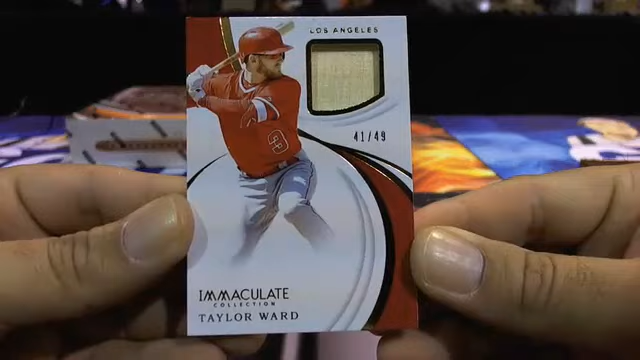 LOS ANGELES
41/49
IMMACULATE
COLLECTION
TAYLOR WARD